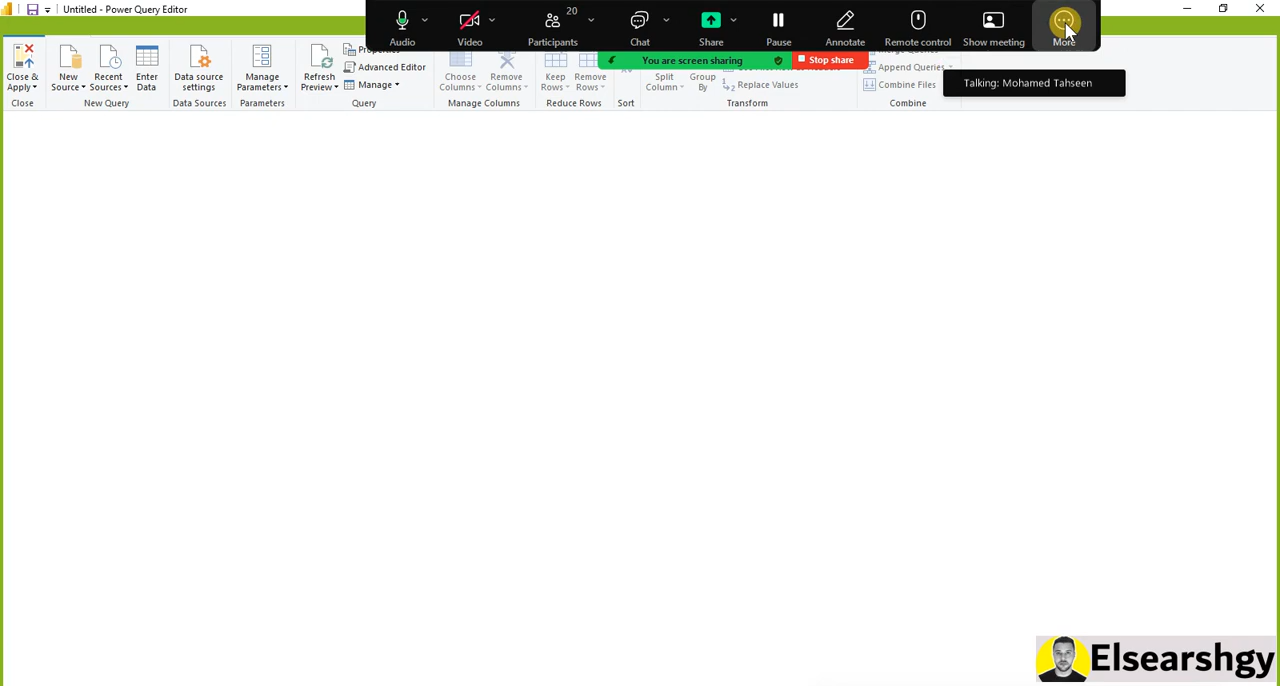 Untitled - Power Query Editor
20
Audio Video Participants Chat Share Pause Annotate Remote control Show meeting More
You are screen sharing Stop share
Talking: Mohamed Tahseen
Close & Apply
New Source
Recent Sources
Enter Data
Data source settings
Manage Parameters
Refresh Preview
Advanced Editor
Manage
Choose Columns
Remove Columns
Keep Rows
Remove Rows
Split Column
Group By
Replace Values
Append Queries
Combine Files
Close New Query Data Sources Parameters Query Manage Columns Reduce Rows Sort Transform Combine
Elsearshgy